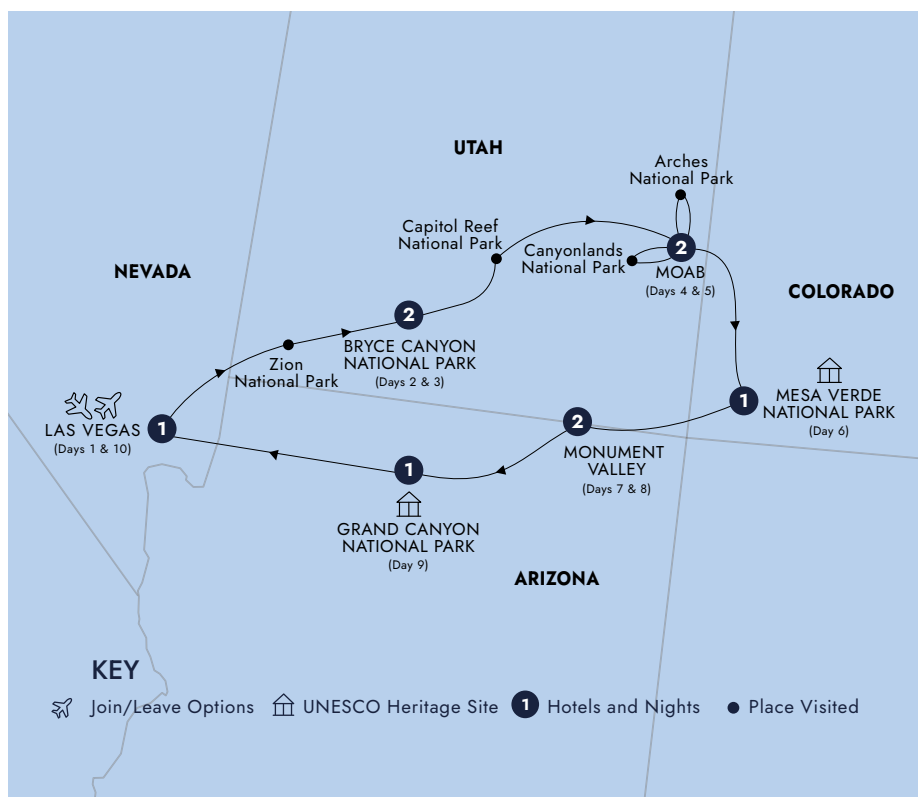 UTAH
Arches
National Park
Capitol Reef
National Park
Canyonlands
National Park
2
MOAB
(Days 4 & 5)
NEVADA
COLORADO
2
BRYCE CANYON
NATIONAL PARK
(Days 2 & 3)
Zion
National Park
1
MESA VERDE
NATIONAL PARK
(Day 6)
1
LAS VEGAS
(Days 1 & 10)
2
MONUMENT
VALLEY
(Days 7 & 8)
1
GRAND CANYON
NATIONAL PARK
(Day 9)
ARIZONA
KEY
Join/Leave Options
UNESCO Heritage Site
1 Hotels and Nights
Place Visited